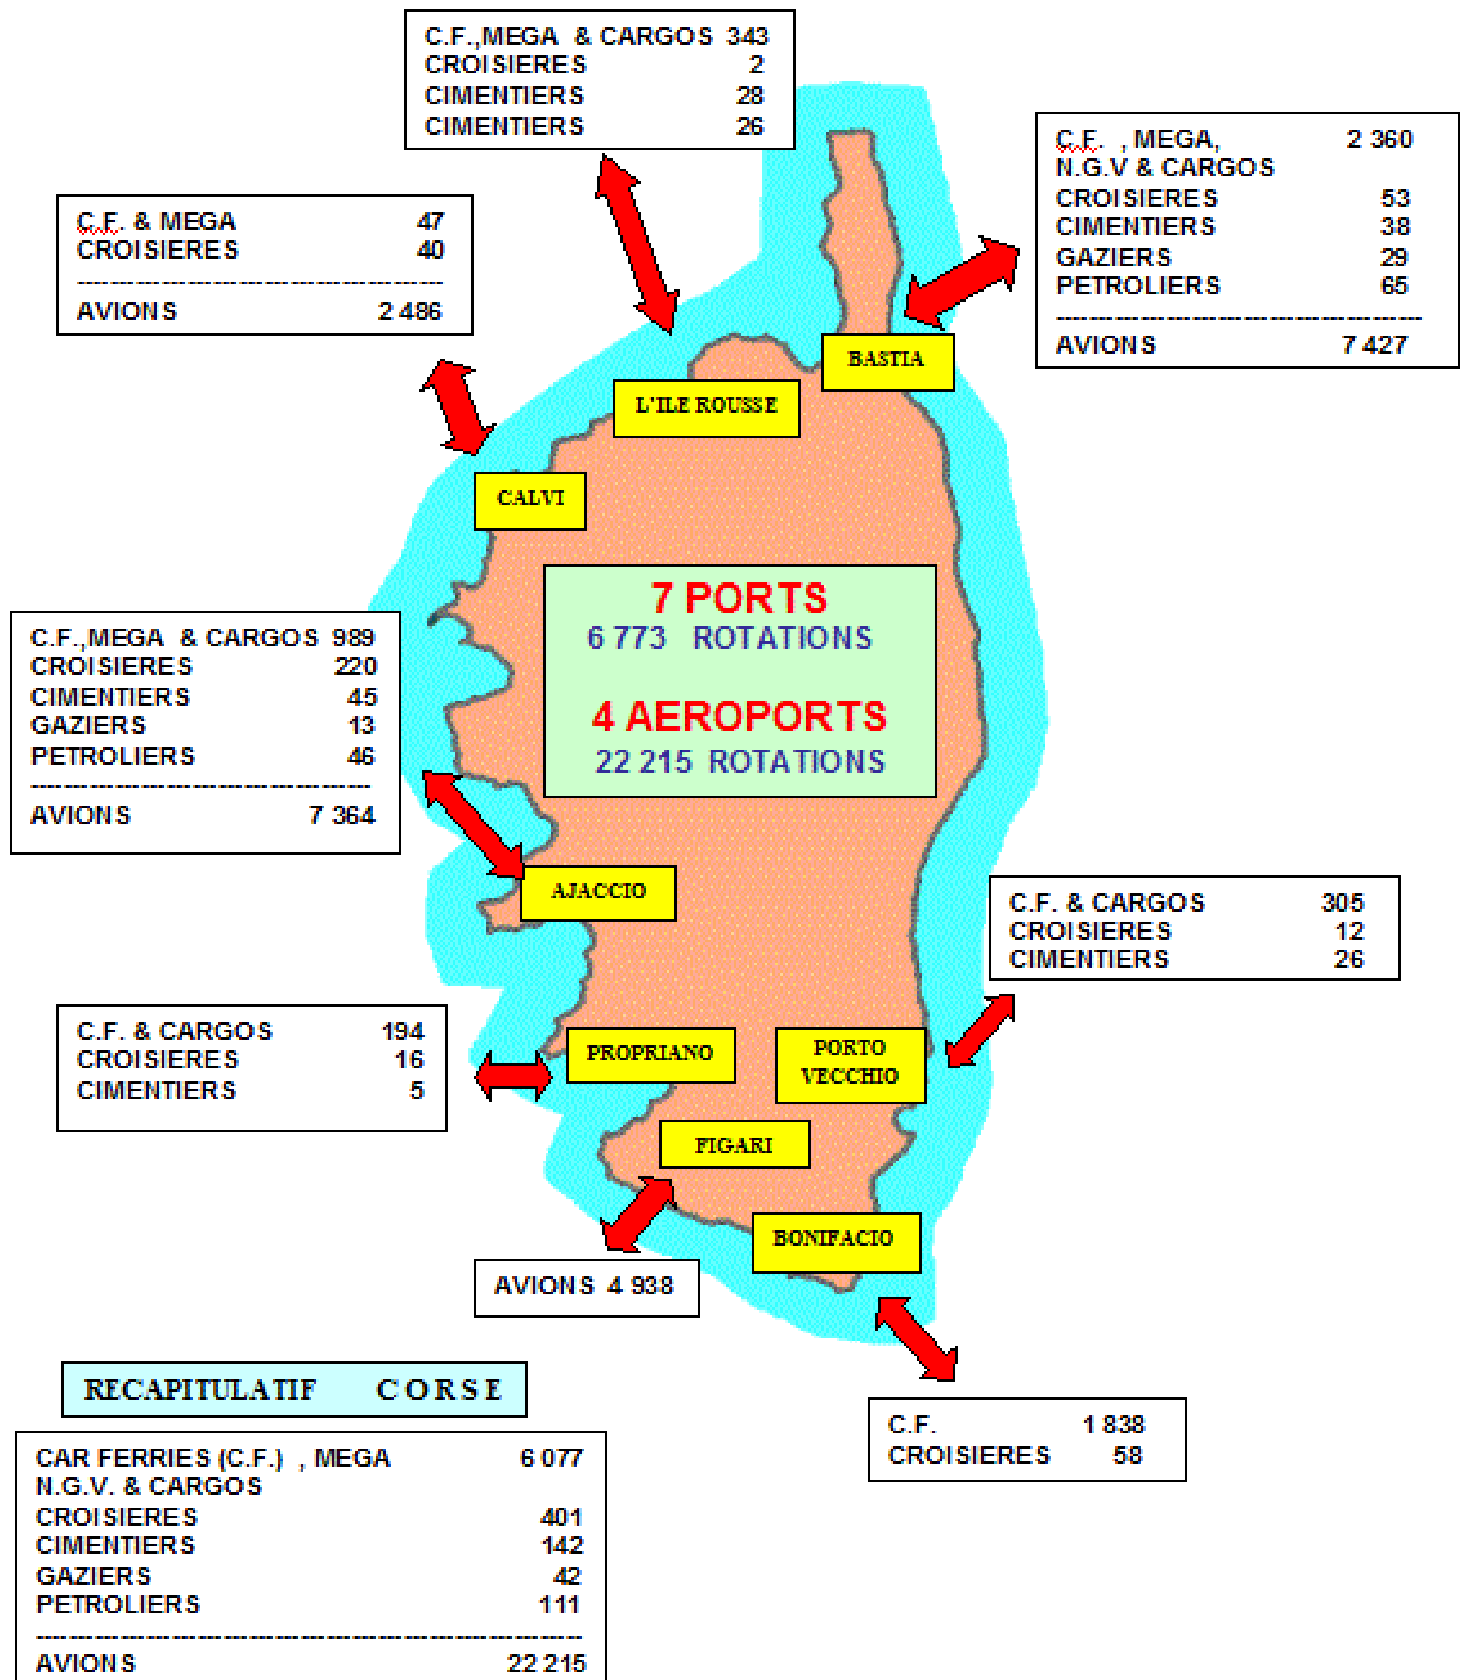 C.F.,MEGA & CARGOS 343
CROISIERES 2
CIMENTIERS 28
CIMENTIERS 26
C.F. , MEGA, 2 360
N.G.V & CARGOS
CROISIERES 53
CIMENTIERS 38
GAZIERS 29
PETROLIERS 65
AVIONS 7 427
C.F. & MEGA 47
CROISIERES 40
AVIONS 2 486
BASTIA
L'ILE ROUSSE
CALVI
7 PORTS
6 773 ROTATIONS
4 AEROPORTS
22 215 ROTATIONS
C.F.,MEGA & CARGOS 989
CROISIERES 220
CIMENTIERS 45
GAZIERS 13
PETROLIERS 46
AVIONS 7 364
AJACCIO
C.F. & CARGOS 305
CROISIERES 12
CIMENTIERS 26
C.F. & CARGOS 194
CROISIERES 16
CIMENTIERS 5
PROPRIANO
PORTO
VECCHIO
FIGARI
BONIFACIO
AVIONS 4 938
C.F. 1 838
CROISIERES 58
RECAPITULATIF CORSE
CAR FERRIES (C.F.) , MEGA 6 077
N.G.V. & CARGOS
CROISIERES 401
CIMENTIERS 142
GAZIERS 42
PETROLIERS 111
AVIONS 22 215